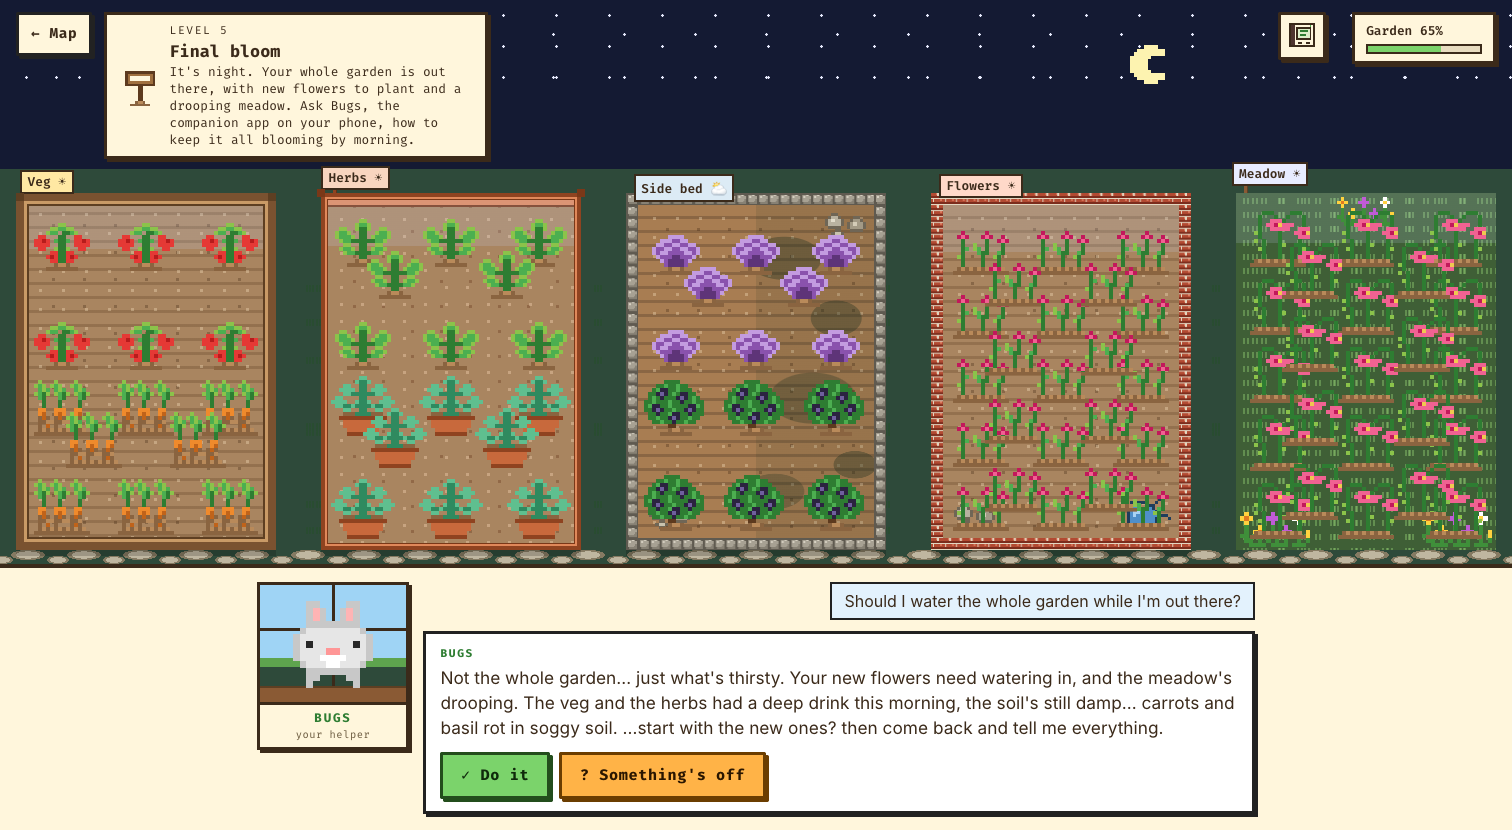 ← Map
LEVEL 5
Final bloom
It's night. Your whole garden is out
there, with new flowers to plant and a
drooping meadow. Ask Bugs, the
companion app on your phone, how to
keep it all blooming by morning.
Garden 65%
Veg ☀
Herbs ☀
Side bed ⛅
Flowers ☀
Meadow ☀
Should I water the whole garden while I'm out there?
BUGS
your helper
BUGS
Not the whole garden... just what's thirsty. Your new flowers need watering in, and the meadow's
drooping. The veg and the herbs had a deep drink this morning, the soil's still damp... carrots and
basil rot in soggy soil. ...start with the new ones? then come back and tell me everything.
✓ Do it
? Something's off